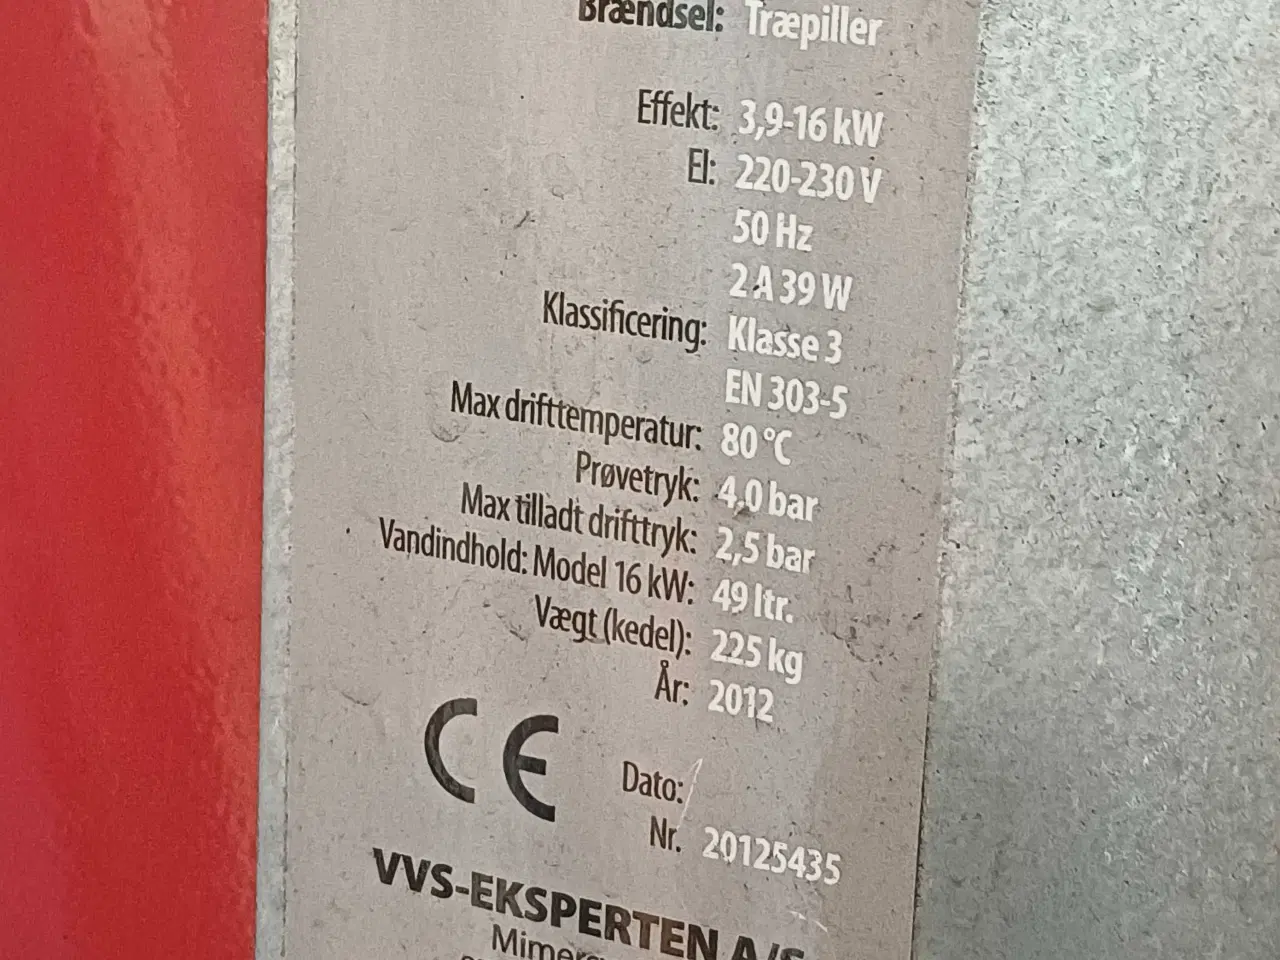 Brændsel: Træpiller
Effekt: 3,9-16 kW
El: 220-230 V
50 Hz
2 A 39 W
Klassificering: Klasse 3
EN 303-5
Max drifttemperatur: 80 °C
Prøvetryk: 4,0 bar
Max tilladt drifttryk: 2,5 bar
Vandindhold: Model 16 kW: 49 ltr.
Vægt (kedel): 225 kg
År: 2012
CE
Dato:
Nr. 20125435
VVS-EKSPERTEN A/S